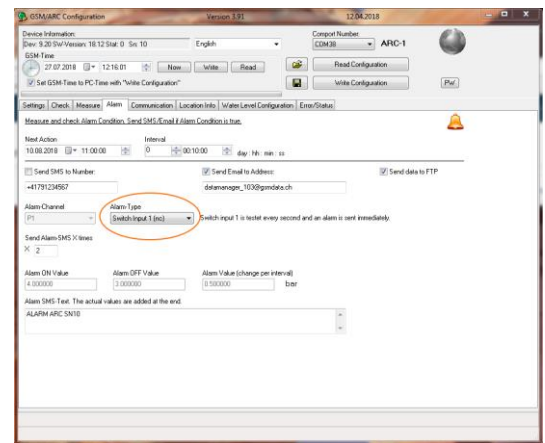 GSM/ARC Configuration Version 3.91 12.04.2018
Device Information:
Dev: 9.20 SW-Version: 18.12 Stat: 0 Sn: 10
English
Comport Number:
COM38
ARC-1
GSM-Time
27.07.2018 12:16:01
Now
Write
Read
Read Configuration
Set GSM-Time to PC-Time with "Write Configuration"
Write Configuration
PW
Settings Check Measure Alarm Communication Location Info Water Level Configuration Error/Status
Measure and check Alarm Condition. Send SMS/Email if Alarm Condition is true.
Next Action Interval
10.08.2018 11:00:00 0 00:10:00 day : hh : min : ss
Send SMS to Number: Send Email to Address: Send data to FTP
+41791234567 datamanager_103@gsmdata.ch
Alarm Channel Alarm-Type
P1 Switch Input 1 (nc) Switch input 1 is testet every second and an alarm is sent immediately.
Send Alarm-SMS X times
X 2
Alarm ON Value Alarm OFF Value Alarm Value (change per interval)
4.000000 3.000000 0.500000 bar
Alarm SMS-Text. The actual values are added at the end.
ALARM ARC SN10